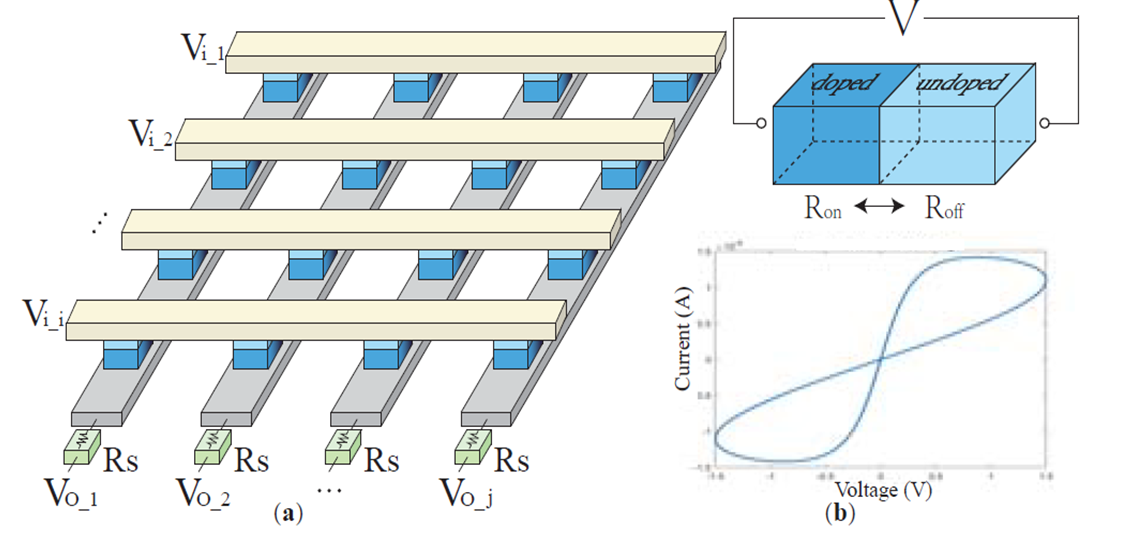 Vi_1
Vi_2
⋰
Vi_i
Rs Rs Rs Rs
VO_1 VO_2 ... VO_j
(a)
V
doped undoped
Ron Roff
Current (A)
Voltage (V)
(b)